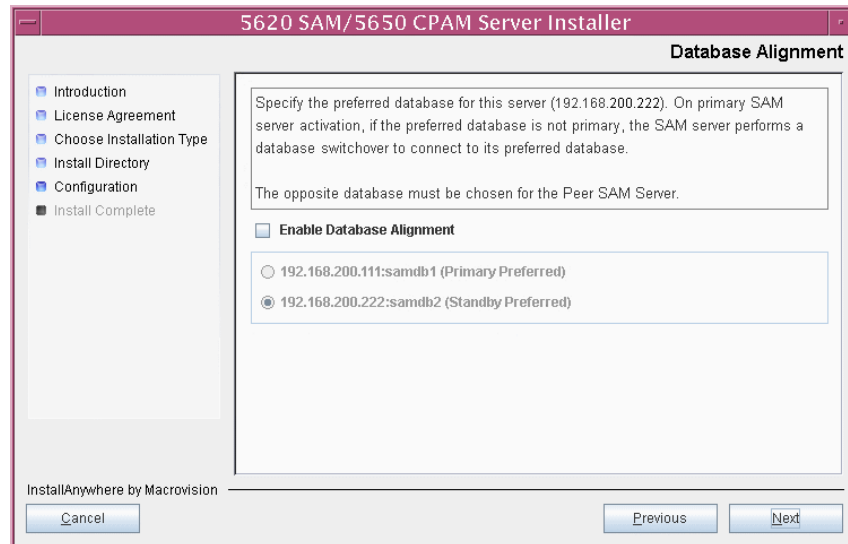 5620 SAM/5650 CPAM Server Installer
Database Alignment
Introduction
License Agreement
Choose Installation Type
Install Directory
Configuration
Install Complete
Specify the preferred database for this server (192.168.200.222). On primary SAM
server activation, if the preferred database is not primary, the SAM server performs a
database switchover to connect to its preferred database.
The opposite database must be chosen for the Peer SAM Server.
Enable Database Alignment
192.168.200.111:samdb1 (Primary Preferred)
192.168.200.222:samdb2 (Standby Preferred)
InstallAnywhere by Macrovision
Cancel
Previous
Next